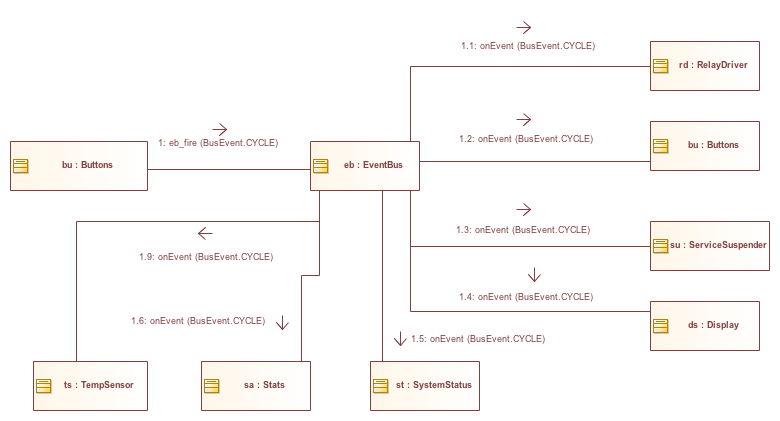 1.1: onEvent (BusEvent.CYCLE)
rd : RelayDriver
1: eb_fire (BusEvent.CYCLE)
1.2: onEvent (BusEvent.CYCLE)
bu : Buttons
bu : Buttons
eb : EventBus
1.3: onEvent (BusEvent.CYCLE)
su : ServiceSuspender
1.9: onEvent (BusEvent.CYCLE)
1.4: onEvent (BusEvent.CYCLE)
1.6: onEvent (BusEvent.CYCLE)
ds : Display
1.5: onEvent (BusEvent.CYCLE)
ts : TempSensor
sa : Stats
st : SystemStatus